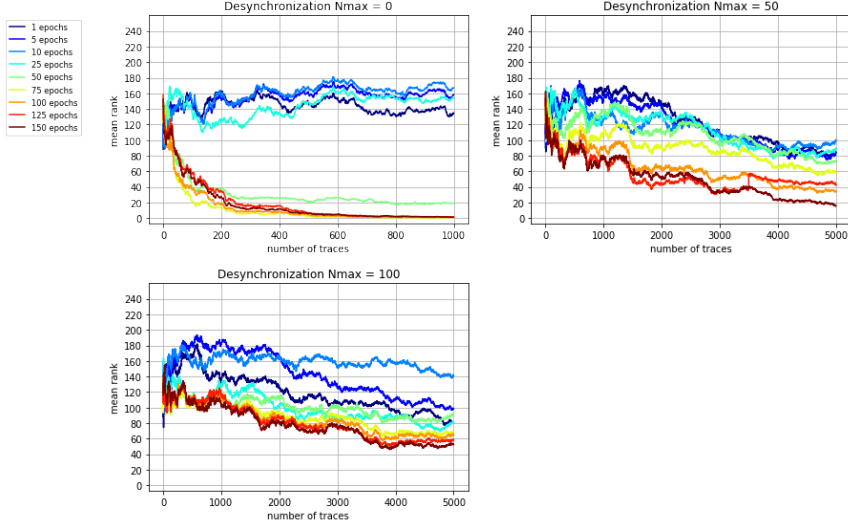 1 epochs
5 epochs
10 epochs
25 epochs
50 epochs
75 epochs
100 epochs
125 epochs
150 epochs
Desynchronization Nmax = 0
mean rank
240
220
200
180
160
140
120
100
80
60
40
20
0
0 200 400 600 800 1000
number of traces
Desynchronization Nmax = 50
mean rank
240
220
200
180
160
140
120
100
80
60
40
20
0
0 1000 2000 3000 4000 5000
number of traces
Desynchronization Nmax = 100
mean rank
240
220
200
180
160
140
120
100
80
60
40
20
0
0 1000 2000 3000 4000 5000
number of traces